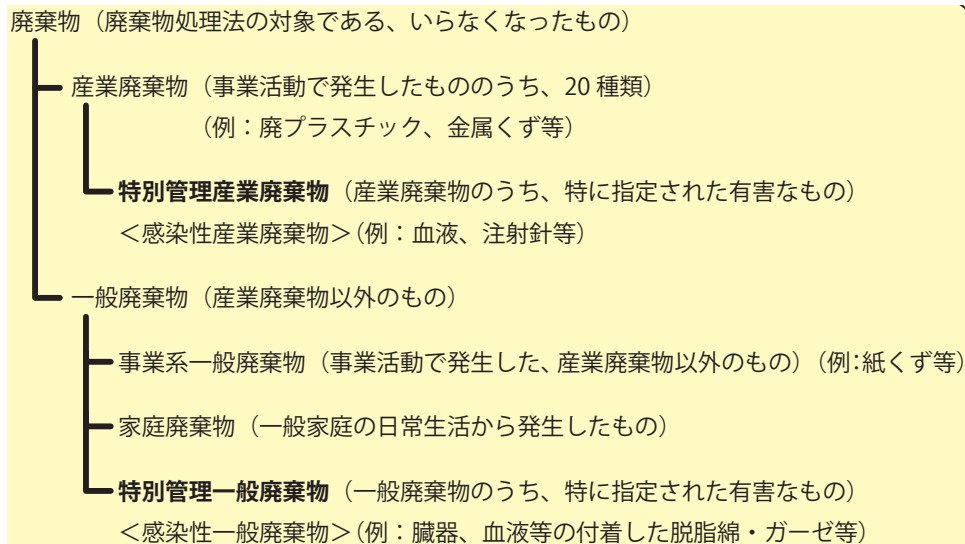 廃棄物（廃棄物処理法の対象である、いらなくなったもの）
産業廃棄物（事業活動で発生したもののうち、20 種類）
（例：廃プラスチック、金属くず等）
特別管理産業廃棄物（産業廃棄物のうち、特に指定された有害なもの）
＜感染性産業廃棄物＞（例：血液、注射針等）
一般廃棄物（産業廃棄物以外のもの）
事業系一般廃棄物（事業活動で発生した、産業廃棄物以外のもの）（例：紙くず等）
家庭廃棄物（一般家庭の日常生活から発生したもの）
特別管理一般廃棄物（一般廃棄物のうち、特に指定された有害なもの）
＜感染性一般廃棄物＞（例：臓器、血液等の付着した脱脂綿・ガーゼ等）